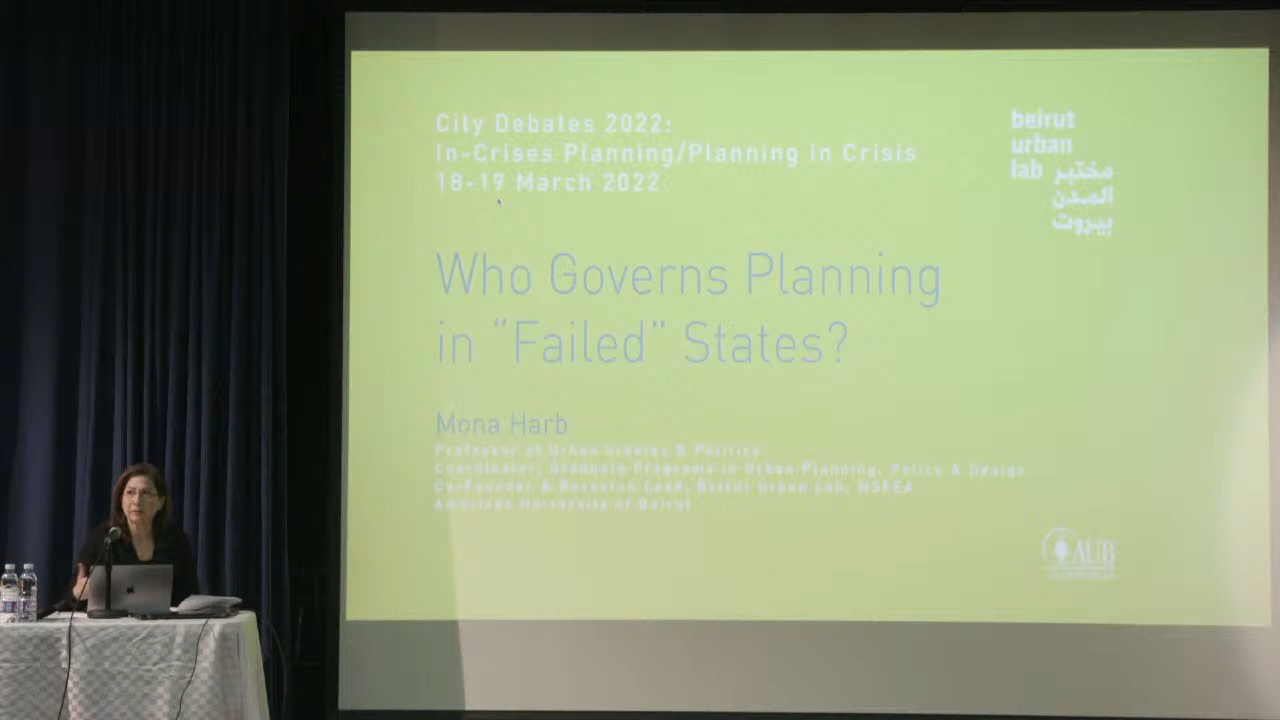 City Debates 2022:
In-Crises Planning/Planning in Crisis
18-19 March 2022
beirut
urban
lab مختبر
المدن
بيروت
Who Governs Planning
in “Failed” States?
Mona Harb
Professor of Urban Studies & Politics
Coordinator, Graduate Programs in Urban Planning, Policy & Design
Co-Founder & Research Lead, Beirut Urban Lab, MSFEA
American University of Beirut
AUB